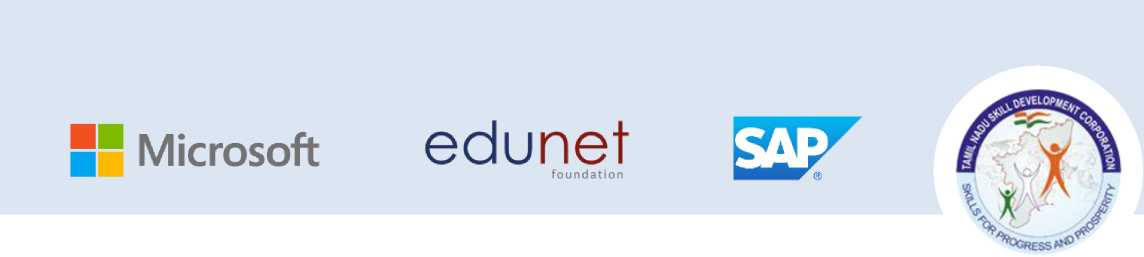 Microsoft
edunet
foundation
SAP®
TAMIL NADU SKILL DEVELOPMENT CORPORATION
SKILLS FOR PROGRESS AND PROSPERITY